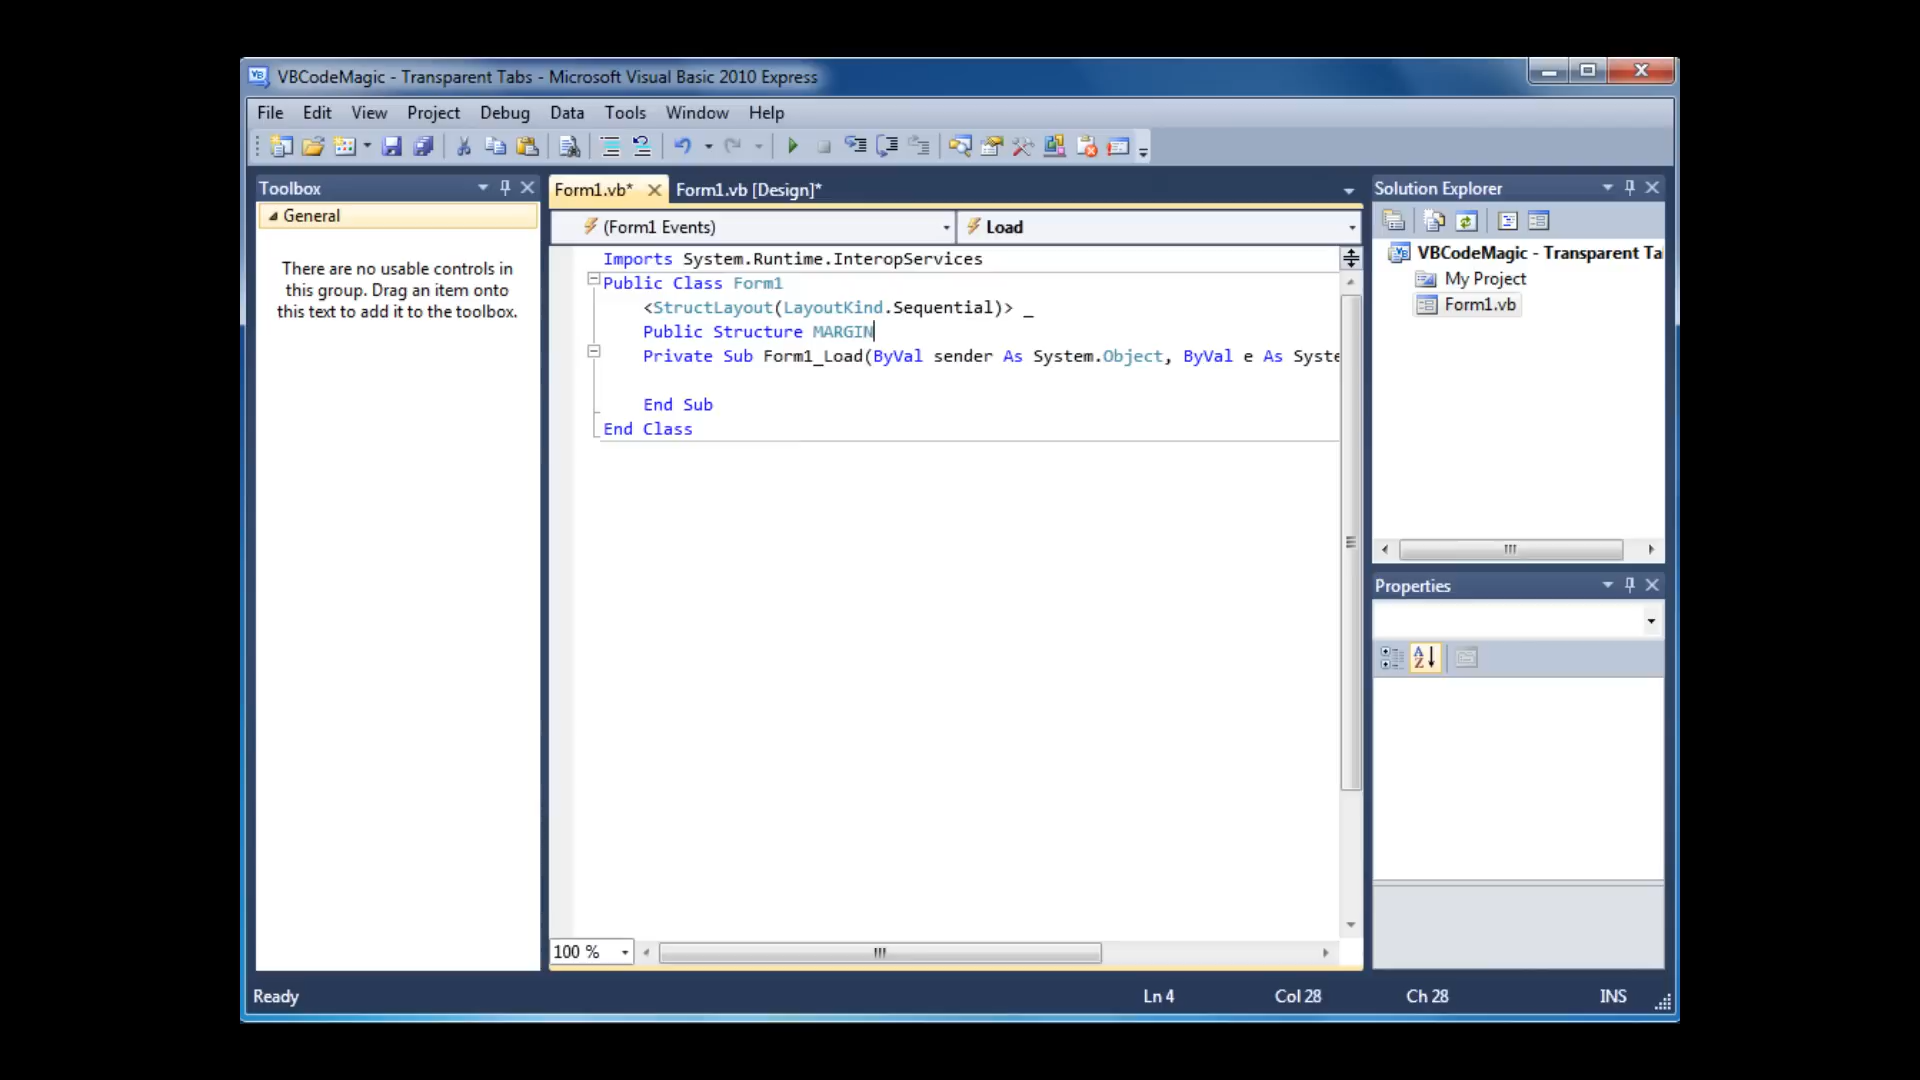 VBCodeMagic - Transparent Tabs - Microsoft Visual Basic 2010 Express
File Edit View Project Debug Data Tools Window Help
Toolbox
General
There are no usable controls in
this group. Drag an item onto
this text to add it to the toolbox.
Form1.vb* Form1.vb [Design]*
(Form1 Events) Load
Imports System.Runtime.InteropServices
Public Class Form1
<StructLayout(LayoutKind.Sequential)> _
Public Structure MARGIN
Private Sub Form1_Load(ByVal sender As System.Object, ByVal e As Syste
End Sub
End Class
100 %
Solution Explorer
VBCodeMagic - Transparent Ta
My Project
Form1.vb
Properties
Ready Ln 4 Col 28 Ch 28 INS